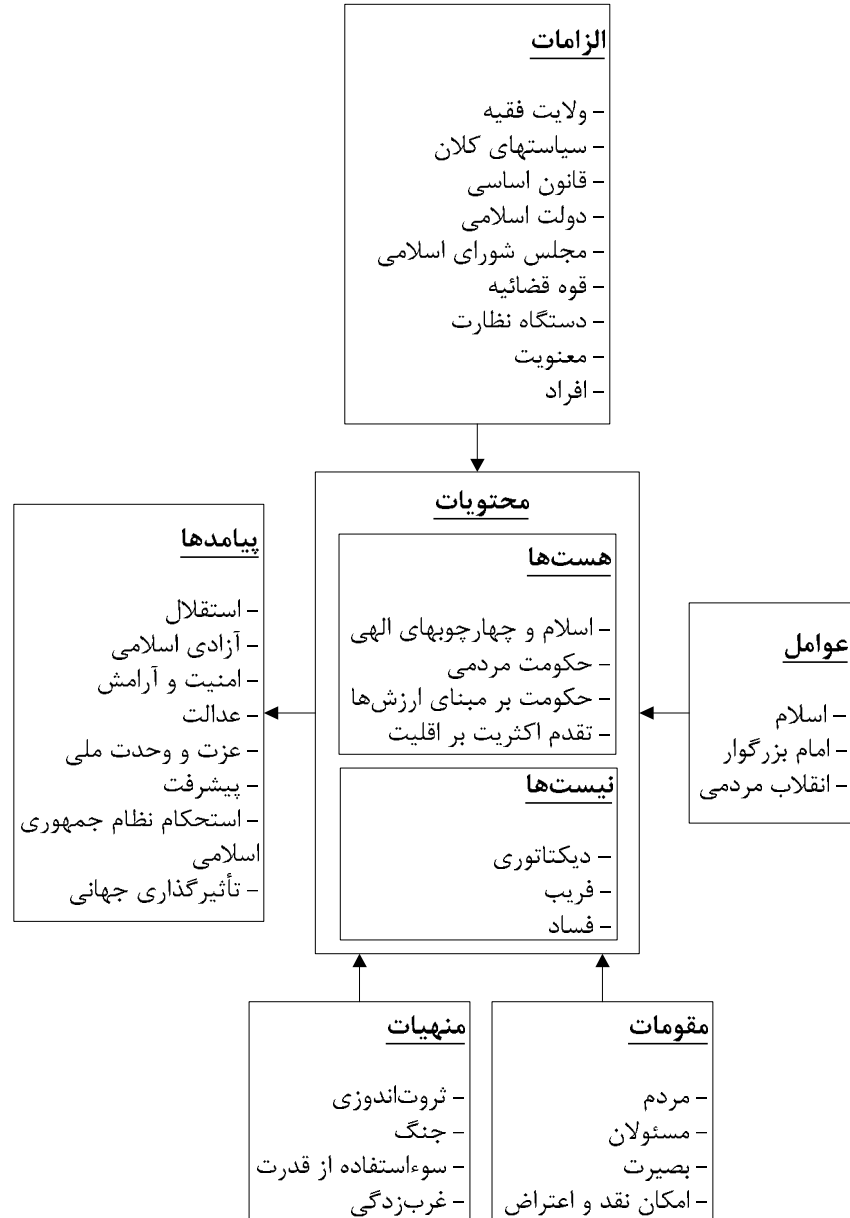 الزامات
- ولایت فقیه
- سیاستهای کلان
- قانون اساسی
- دولت اسلامی
- مجلس شورای اسلامی
- قوه قضائیه
- دستگاه نظارت
- معنویت
- افراد
محتویات
هست‌ها
- اسلام و چهارچوبهای الهی
- حکومت مردمی
- حکومت بر مبنای ارزش‌ها
- تقدم اکثریت بر اقلیت
نیست‌ها
- دیکتاتوری
- فریب
- فساد
عوامل
- اسلام
- امام بزرگوار
- انقلاب مردمی
پیامدها
- استقلال
- آزادی اسلامی
- امنیت و آرامش
- عدالت
- عزت و وحدت ملی
- پیشرفت
- استحکام نظام جمهوری
اسلامی
- تأثیرگذاری جهانی
مقومات
- مردم
- مسئولان
- بصیرت
- امکان نقد و اعتراض
منهیات
- ثروت‌اندوزی
- جنگ
- سوء‌استفاده از قدرت
- غرب‌زدگی